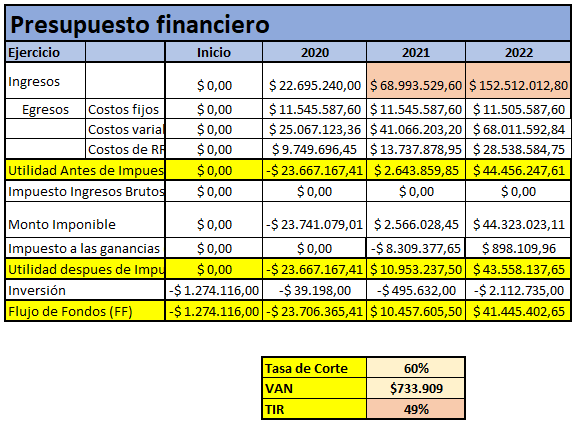 Presupuesto financiero
Ejercicio Inicio 2020 2021 2022
Ingresos $ 0,00 $ 22.695.240,00 $ 68.993.529,60 $ 152.512.012,80
Egresos Costos fijos $ 0,00 $ 11.545.587,60 $ 11.545.587,60 $ 11.505.587,60
Costos varial $ 0,00 $ 25.067.123,36 $ 41.066.203,20 $ 68.011.592,84
Costos de RF $ 0,00 $ 9.749.696,45 $ 13.737.878,95 $ 28.538.584,75
Utilidad Antes de Impues $ 0,00 -$ 23.667.167,41 $ 2.643.859,85 $ 44.456.247,61
Impuesto Ingresos Brutos $ 0,00 $ 0,00 $ 0,00 $ 0,00
Monto Imponible $ 0,00 -$ 23.741.079,01 $ 2.566.028,45 $ 44.323.023,11
Impuesto a las ganancias $ 0,00 $ 0,00 -$ 8.309.377,65 $ 898.109,96
Utilidad despues de Impu $ 0,00 -$ 23.667.167,41 $ 10.953.237,50 $ 43.558.137,65
Inversión -$ 1.274.116,00 -$ 39.198,00 -$ 495.632,00 -$ 2.112.735,00
Flujo de Fondos (FF) -$ 1.274.116,00 -$ 23.706.365,41 $ 10.457.605,50 $ 41.445.402,65
Tasa de Corte 60%
VAN $733.909
TIR 49%